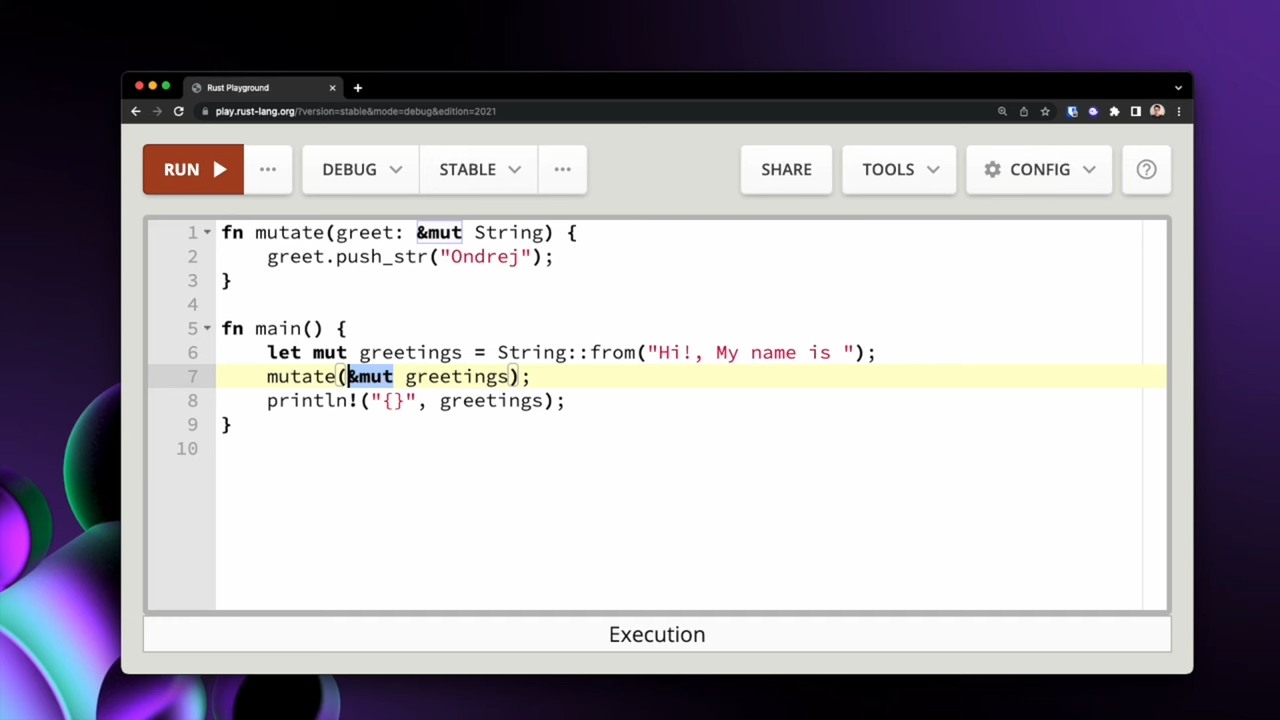 Rust Playground
play.rust-lang.org/?version=stable&mode=debug&edition=2021
RUN
DEBUG
STABLE
SHARE
TOOLS
CONFIG
1 fn mutate(greet: &mut String) {
2     greet.push_str("Ondrej");
3 }
4
5 fn main() {
6     let mut greetings = String::from("Hi!, My name is ");
7     mutate(&mut greetings);
8     println!("{}", greetings);
9 }
10
Execution